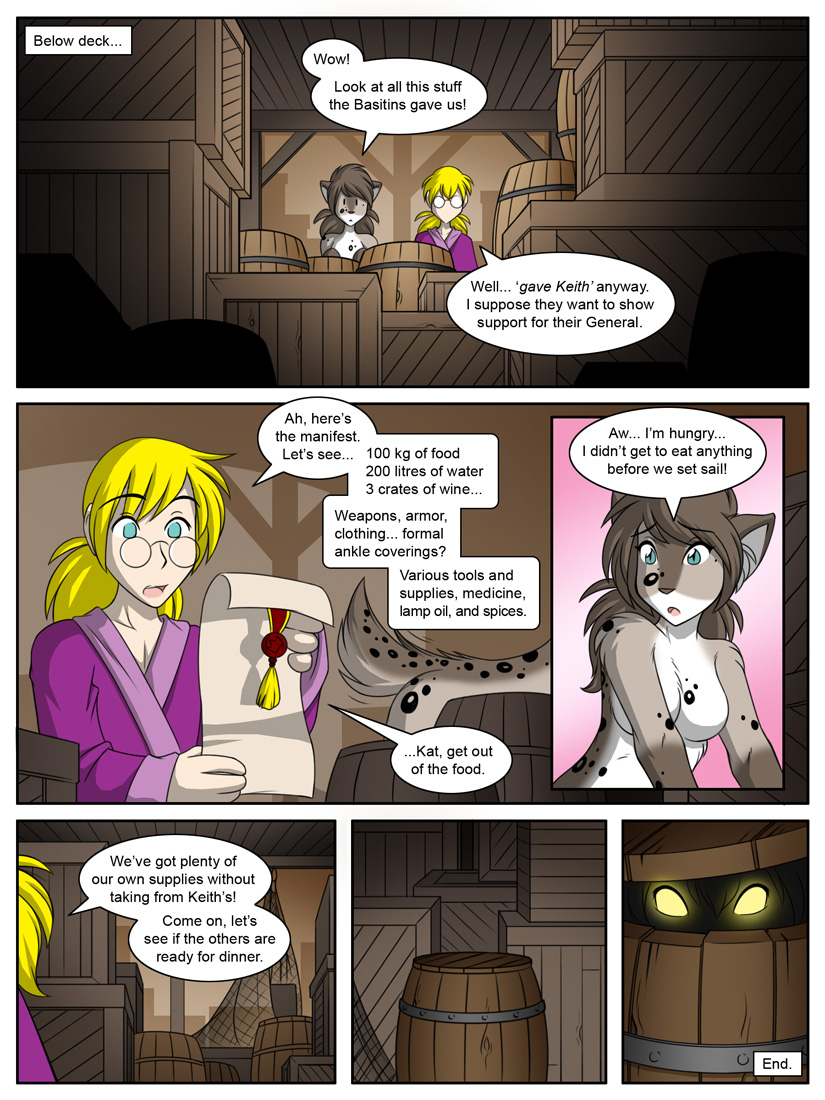 Below deck...
Wow!
Look at all this stuff
the Basitins gave us!
Well... ‘gave Keith’ anyway.
I suppose they want to show
support for their General.
Ah, here’s
the manifest.
Let’s see...
100 kg of food
200 litres of water
3 crates of wine...
Weapons, armor,
clothing... formal
ankle coverings?
Various tools and
supplies, medicine,
lamp oil, and spices.
...Kat, get out
of the food.
Aw... I’m hungry...
I didn’t get to eat anything
before we set sail!
We’ve got plenty of
our own supplies without
taking from Keith’s!
Come on, let’s
see if the others are
ready for dinner.
End.